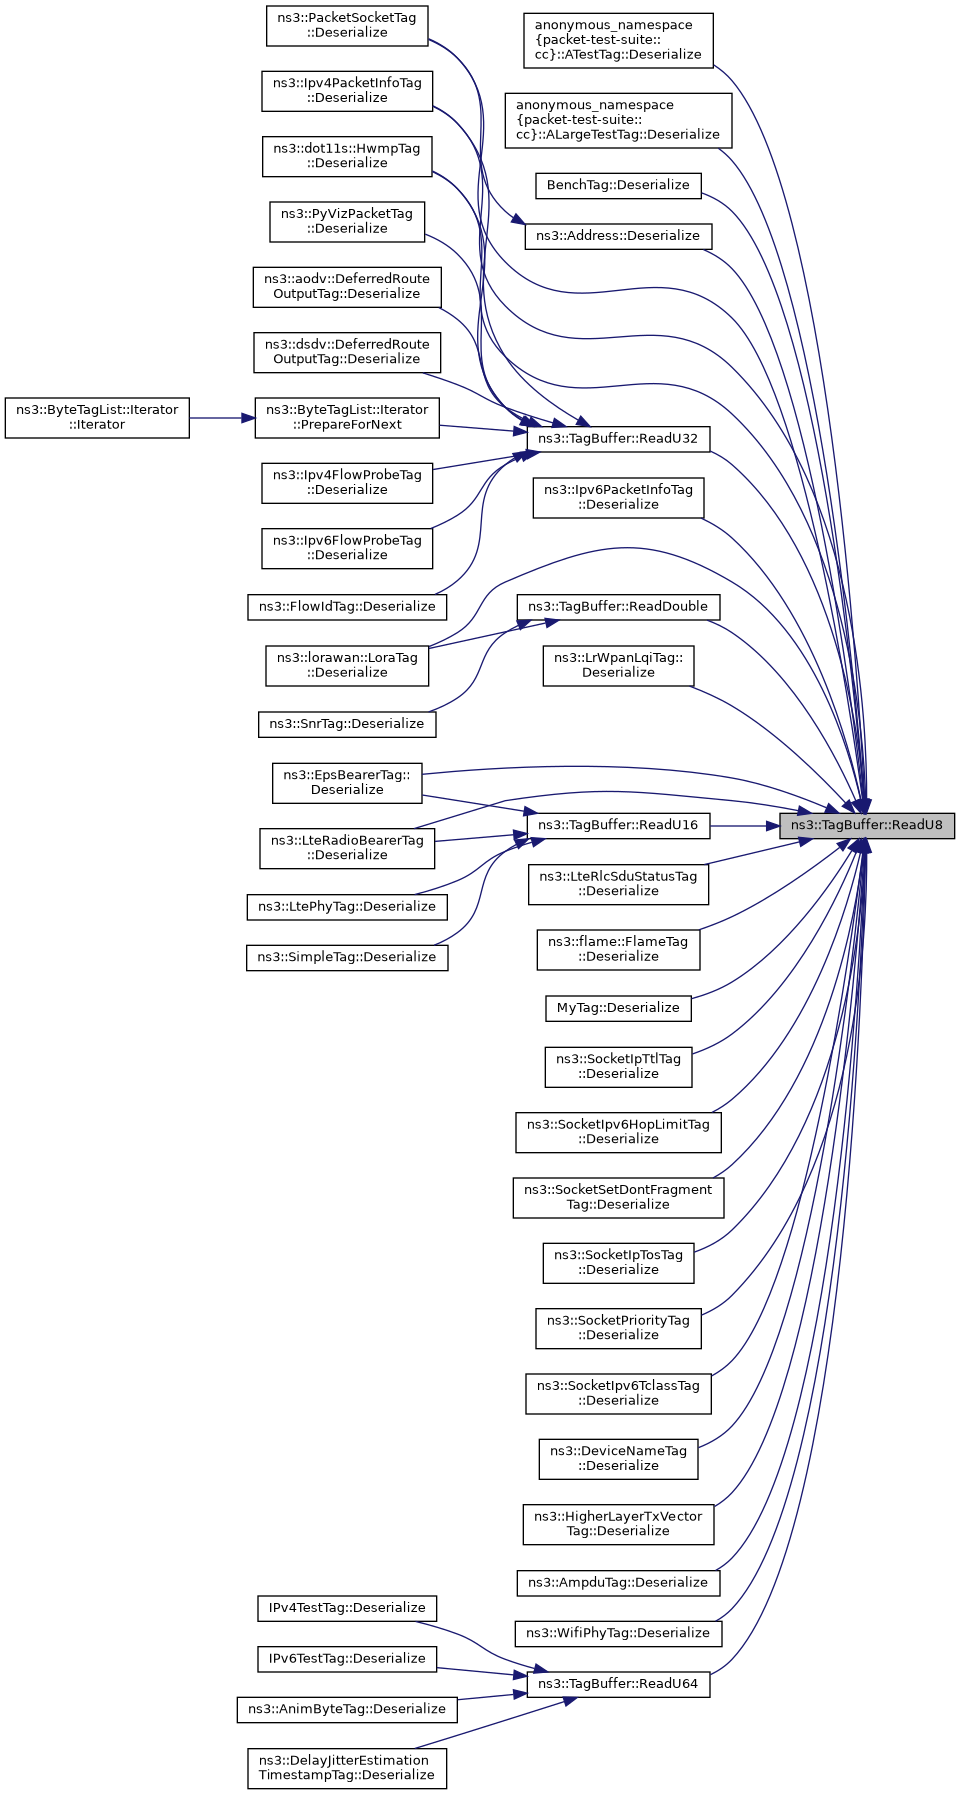 ns3::PacketSocketTag
::Deserialize
ns3::Ipv4PacketInfoTag
::Deserialize
ns3::dot11s::HwmpTag
::Deserialize
ns3::PyVizPacketTag
::Deserialize
ns3::aodv::DeferredRoute
OutputTag::Deserialize
ns3::dsdv::DeferredRoute
OutputTag::Deserialize
ns3::ByteTagList::Iterator
::Iterator
ns3::ByteTagList::Iterator
::PrepareForNext
ns3::Ipv4FlowProbeTag
::Deserialize
ns3::Ipv6FlowProbeTag
::Deserialize
ns3::FlowIdTag::Deserialize
ns3::lorawan::LoraTag
::Deserialize
ns3::SnrTag::Deserialize
ns3::EpsBearerTag::
Deserialize
ns3::LteRadioBearerTag
::Deserialize
ns3::LtePhyTag::Deserialize
ns3::SimpleTag::Deserialize
IPv4TestTag::Deserialize
IPv6TestTag::Deserialize
ns3::AnimByteTag::Deserialize
ns3::DelayJitterEstimation
TimestampTag::Deserialize
anonymous_namespace
{packet-test-suite::
cc}::ATestTag::Deserialize
anonymous_namespace
{packet-test-suite::
cc}::ALargeTestTag::Deserialize
BenchTag::Deserialize
ns3::Address::Deserialize
ns3::TagBuffer::ReadU32
ns3::Ipv6PacketInfoTag
::Deserialize
ns3::TagBuffer::ReadDouble
ns3::LrWpanLqiTag::
Deserialize
ns3::TagBuffer::ReadU16
ns3::LteRlcSduStatusTag
::Deserialize
ns3::flame::FlameTag
::Deserialize
MyTag::Deserialize
ns3::SocketIpTtlTag
::Deserialize
ns3::SocketIpv6HopLimitTag
::Deserialize
ns3::SocketSetDontFragment
Tag::Deserialize
ns3::SocketIpTosTag
::Deserialize
ns3::SocketPriorityTag
::Deserialize
ns3::SocketIpv6TclassTag
::Deserialize
ns3::DeviceNameTag
::Deserialize
ns3::HigherLayerTxVector
Tag::Deserialize
ns3::AmpduTag::Deserialize
ns3::WifiPhyTag::Deserialize
ns3::TagBuffer::ReadU64
ns3::TagBuffer::ReadU8